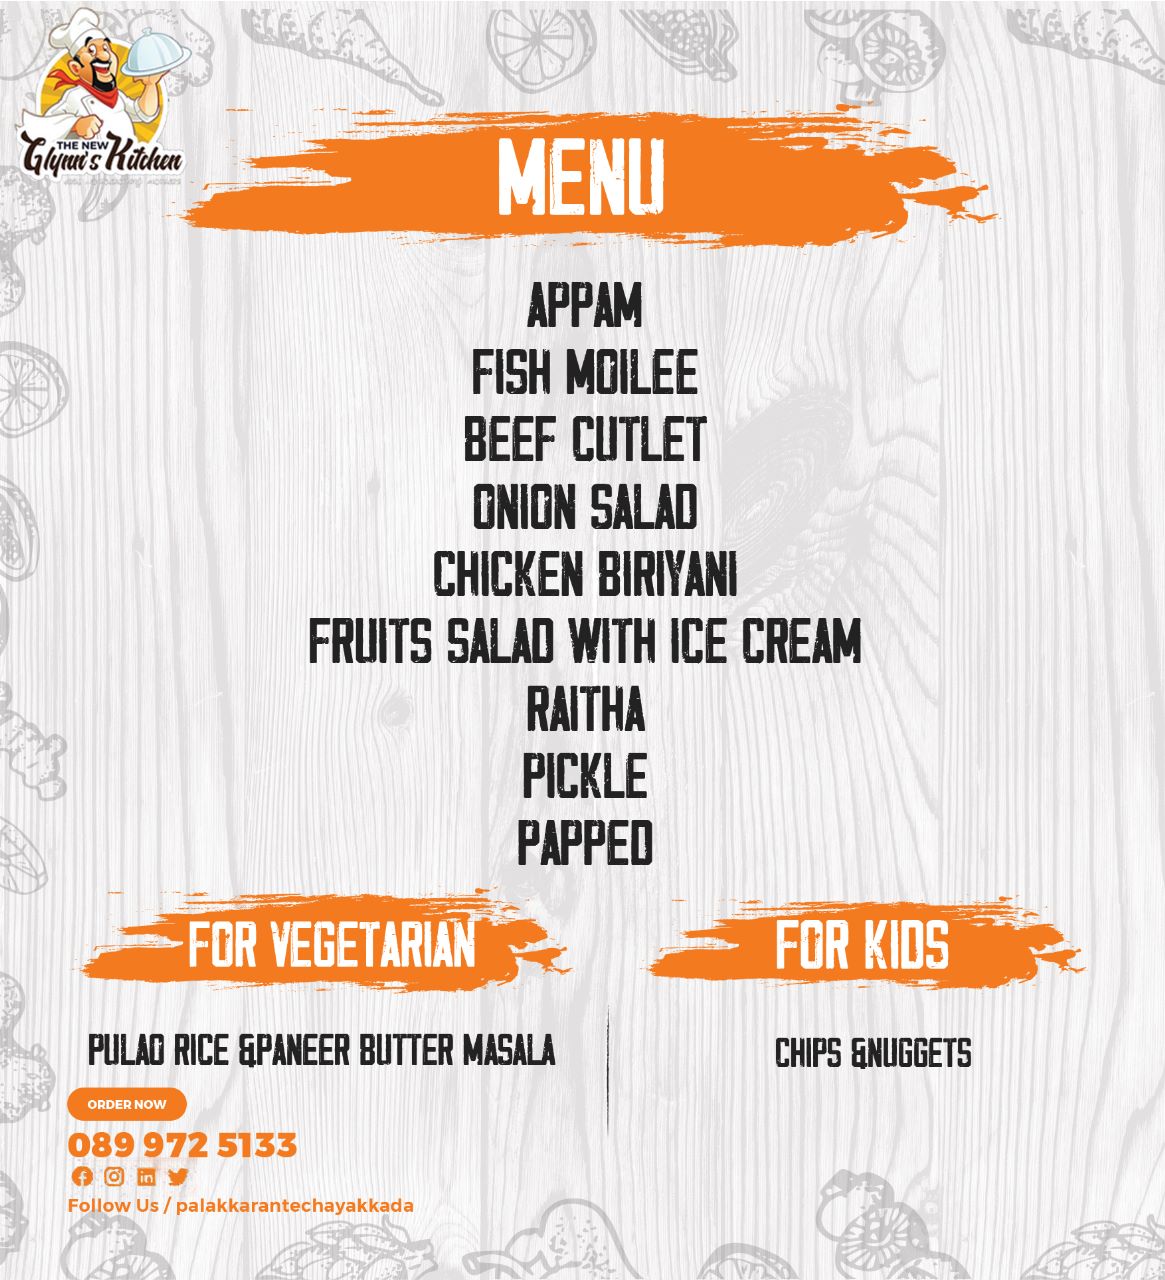 THE NEW
Glynn's Kitchen
MENU
APPAM
FISH MOILEE
BEEF CUTLET
ONION SALAD
CHICKEN BIRIYANI
FRUITS SALAD WITH ICE CREAM
RAITHA
PICKLE
PAPPED
FOR VEGETARIAN
PULAO RICE &PANEER BUTTER MASALA
FOR KIDS
CHIPS &NUGGETS
ORDER NOW
089 972 5133
Follow Us / palakkarantechayakkada